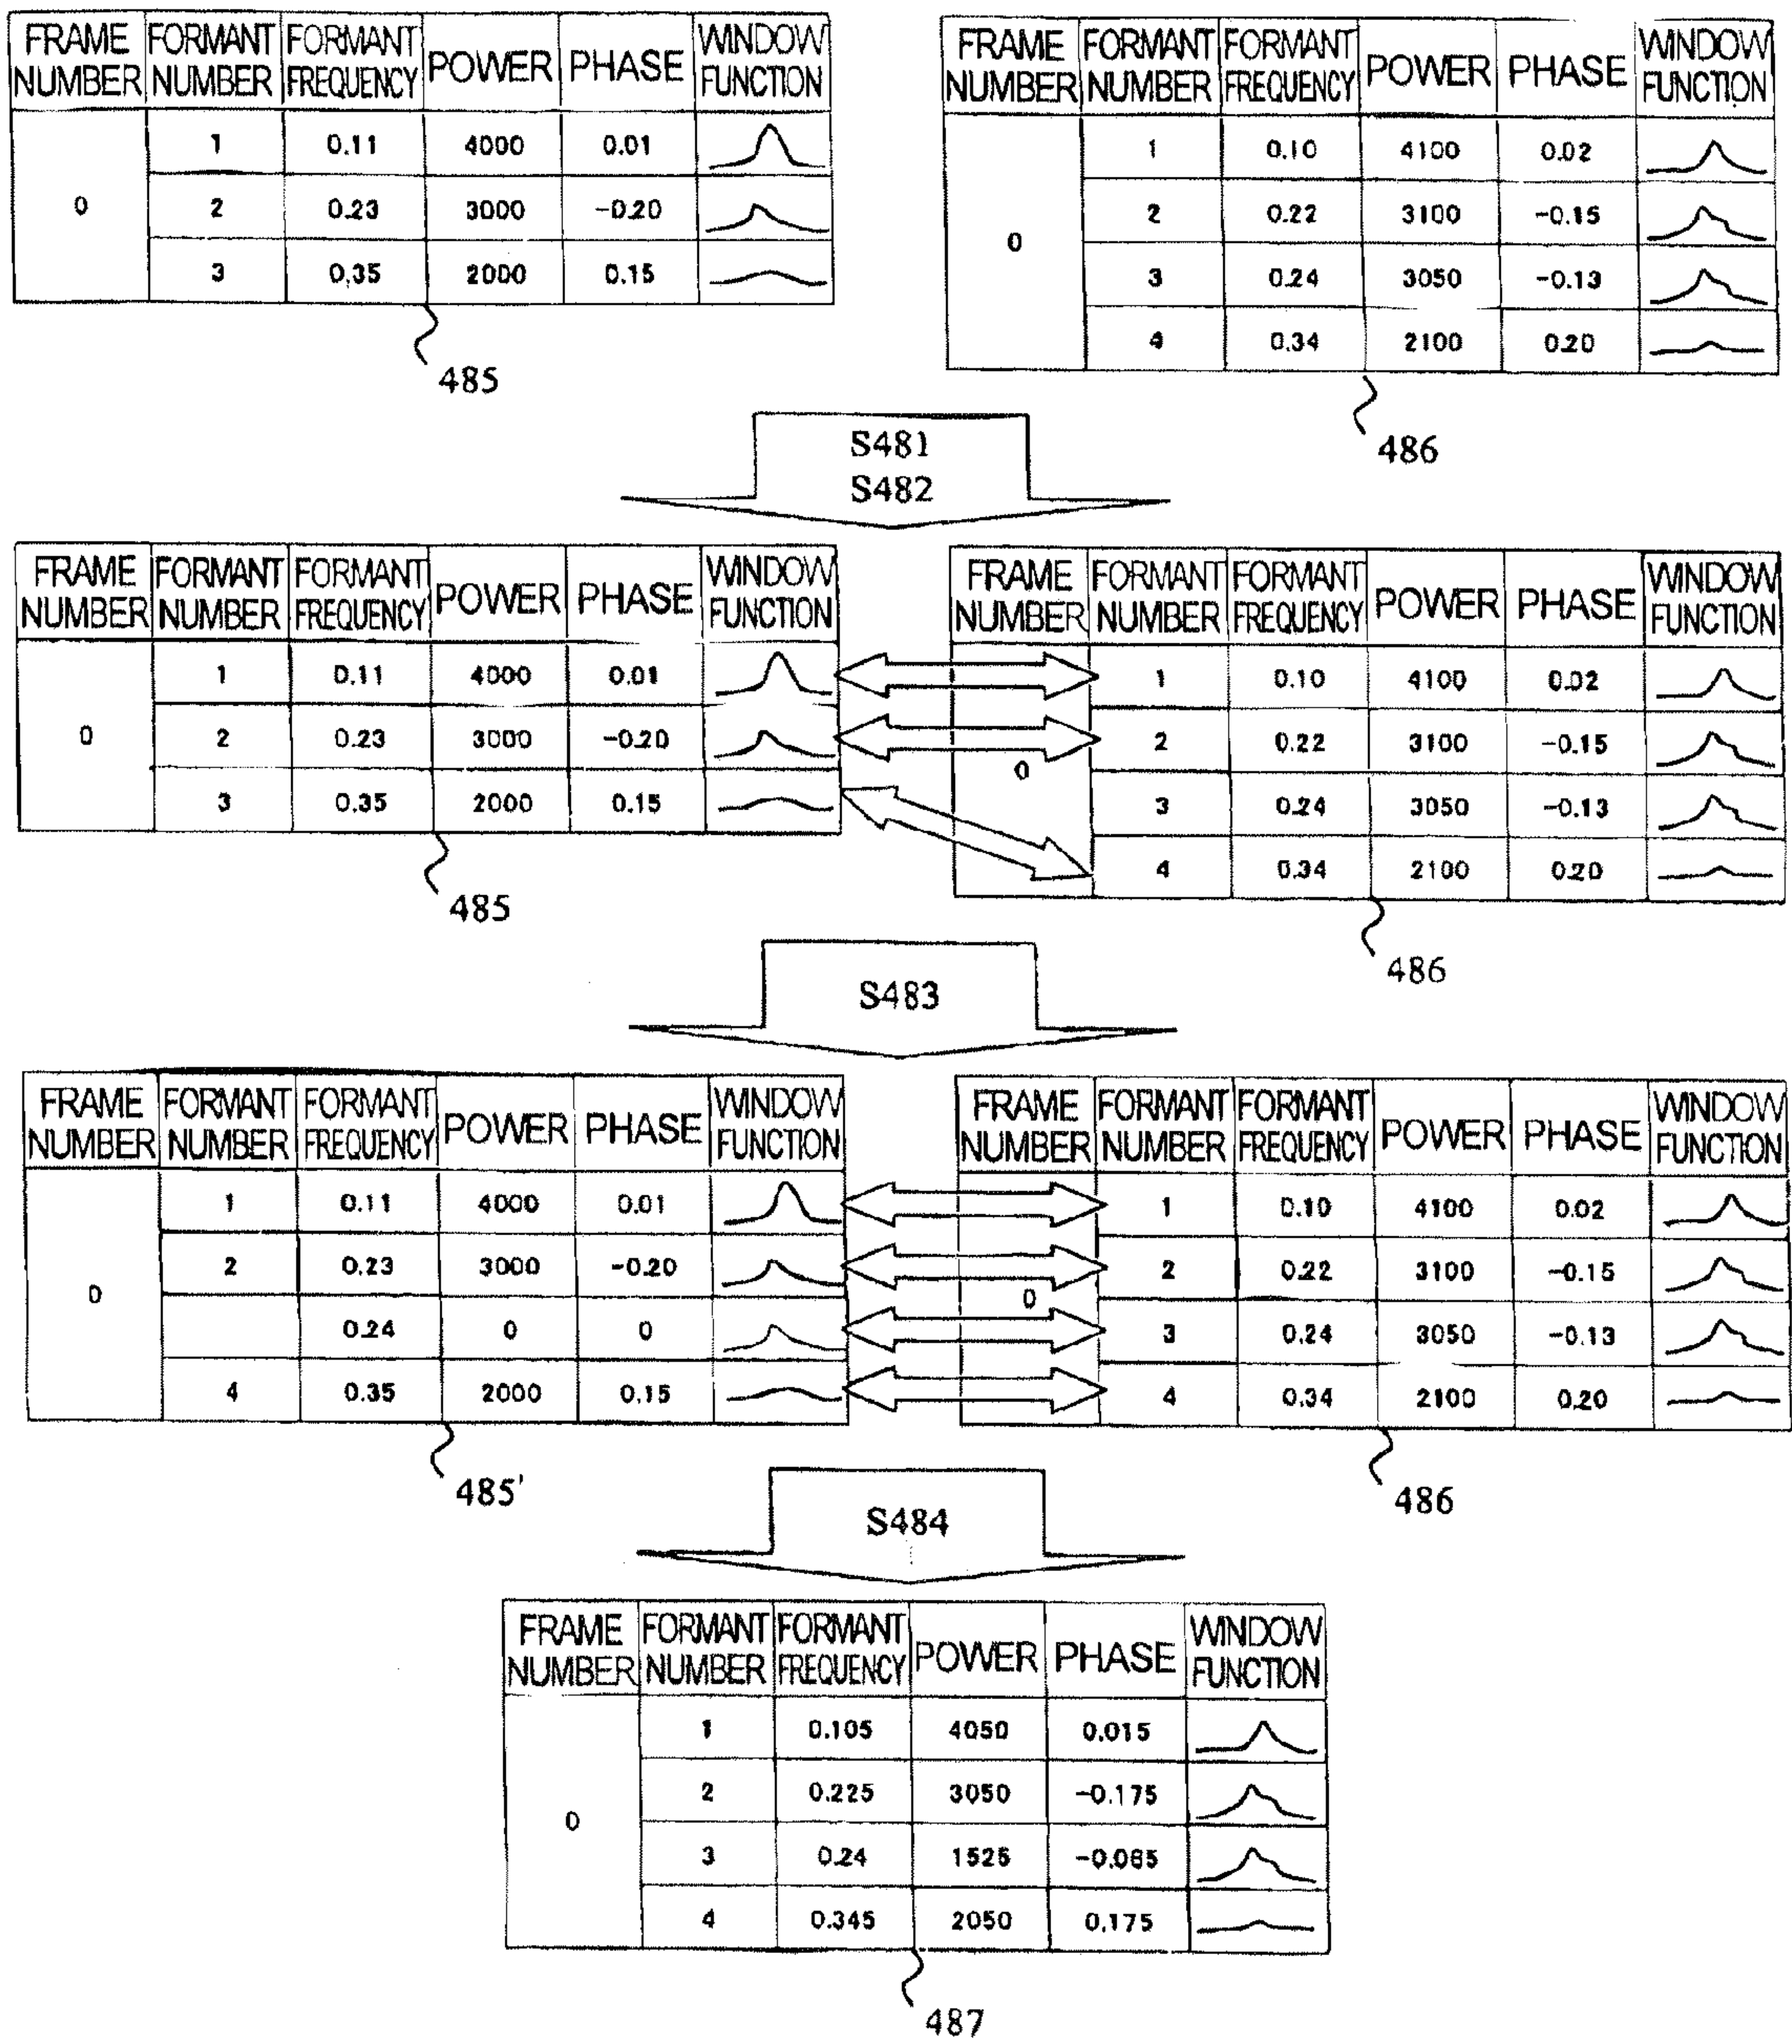 FRAME NUMBER FORMANT NUMBER FORMANT FREQUENCY POWER PHASE WINDOW FUNCTION
0
1 0.11 4000 0.01
2 0.23 3000 -0.20
3 0.35 2000 0.15
485
FRAME NUMBER FORMANT NUMBER FORMANT FREQUENCY POWER PHASE WINDOW FUNCTION
0
1 0.10 4100 0.02
2 0.22 3100 -0.15
3 0.24 3050 -0.13
4 0.34 2100 0.20
486
S481
S482
FRAME NUMBER FORMANT NUMBER FORMANT FREQUENCY POWER PHASE WINDOW FUNCTION
0
1 0.11 4000 0.01
2 0.23 3000 -0.20
3 0.35 2000 0.15
485
FRAME NUMBER FORMANT NUMBER FORMANT FREQUENCY POWER PHASE WINDOW FUNCTION
0
1 0.10 4100 0.02
2 0.22 3100 -0.15
3 0.24 3050 -0.13
4 0.34 2100 0.20
486
S483
FRAME NUMBER FORMANT NUMBER FORMANT FREQUENCY POWER PHASE WINDOW FUNCTION
0
1 0.11 4000 0.01
2 0.23 3000 -0.20
0.24 0 0
4 0.35 2000 0.15
485'
FRAME NUMBER FORMANT NUMBER FORMANT FREQUENCY POWER PHASE WINDOW FUNCTION
0
1 0.10 4100 0.02
2 0.22 3100 -0.15
3 0.24 3050 -0.13
4 0.34 2100 0.20
486
S484
FRAME NUMBER FORMANT NUMBER FORMANT FREQUENCY POWER PHASE WINDOW FUNCTION
0
1 0.105 4050 0.015
2 0.225 3050 -0.175
3 0.24 1525 -0.065
4 0.345 2050 0.175
487